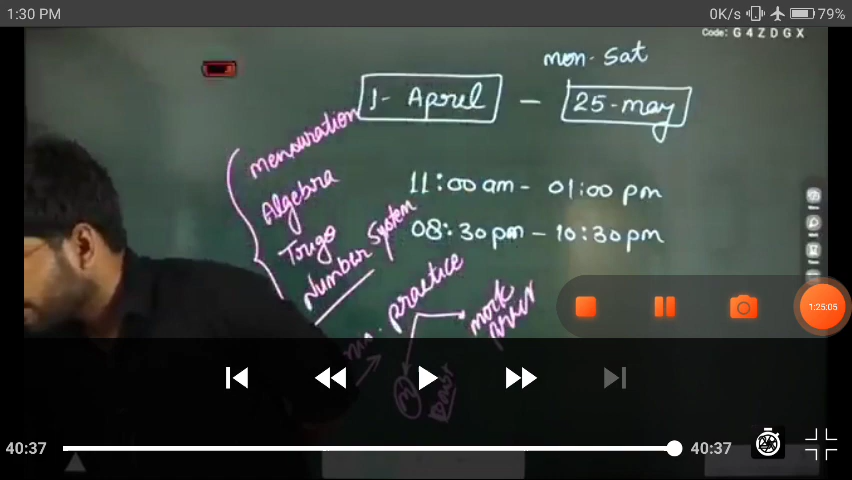 1:30 PM
0K/s
79%
Code: G4ZDGX
mon - Sat
1- April - 25-may
mensuration
Algebra
Trigo
Number System
11:00 am - 01:00 pm
08:30 pm - 10:30 pm
practice
mock
1:25:05
40:37
40:37